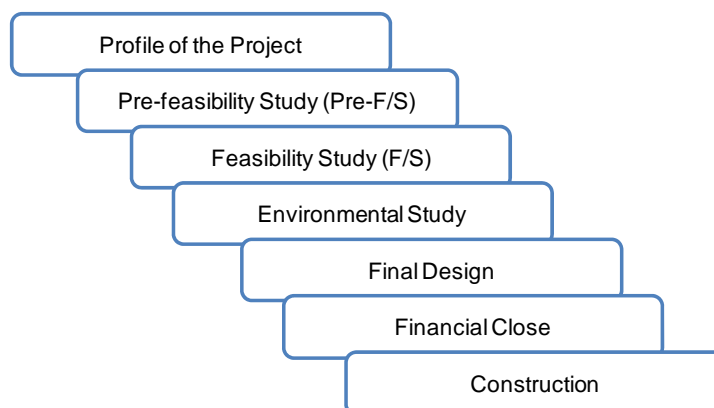 Profile of the Project
Pre-feasibility Study (Pre-F/S)
Feasibility Study (F/S)
Environmental Study
Final Design
Financial Close
Construction